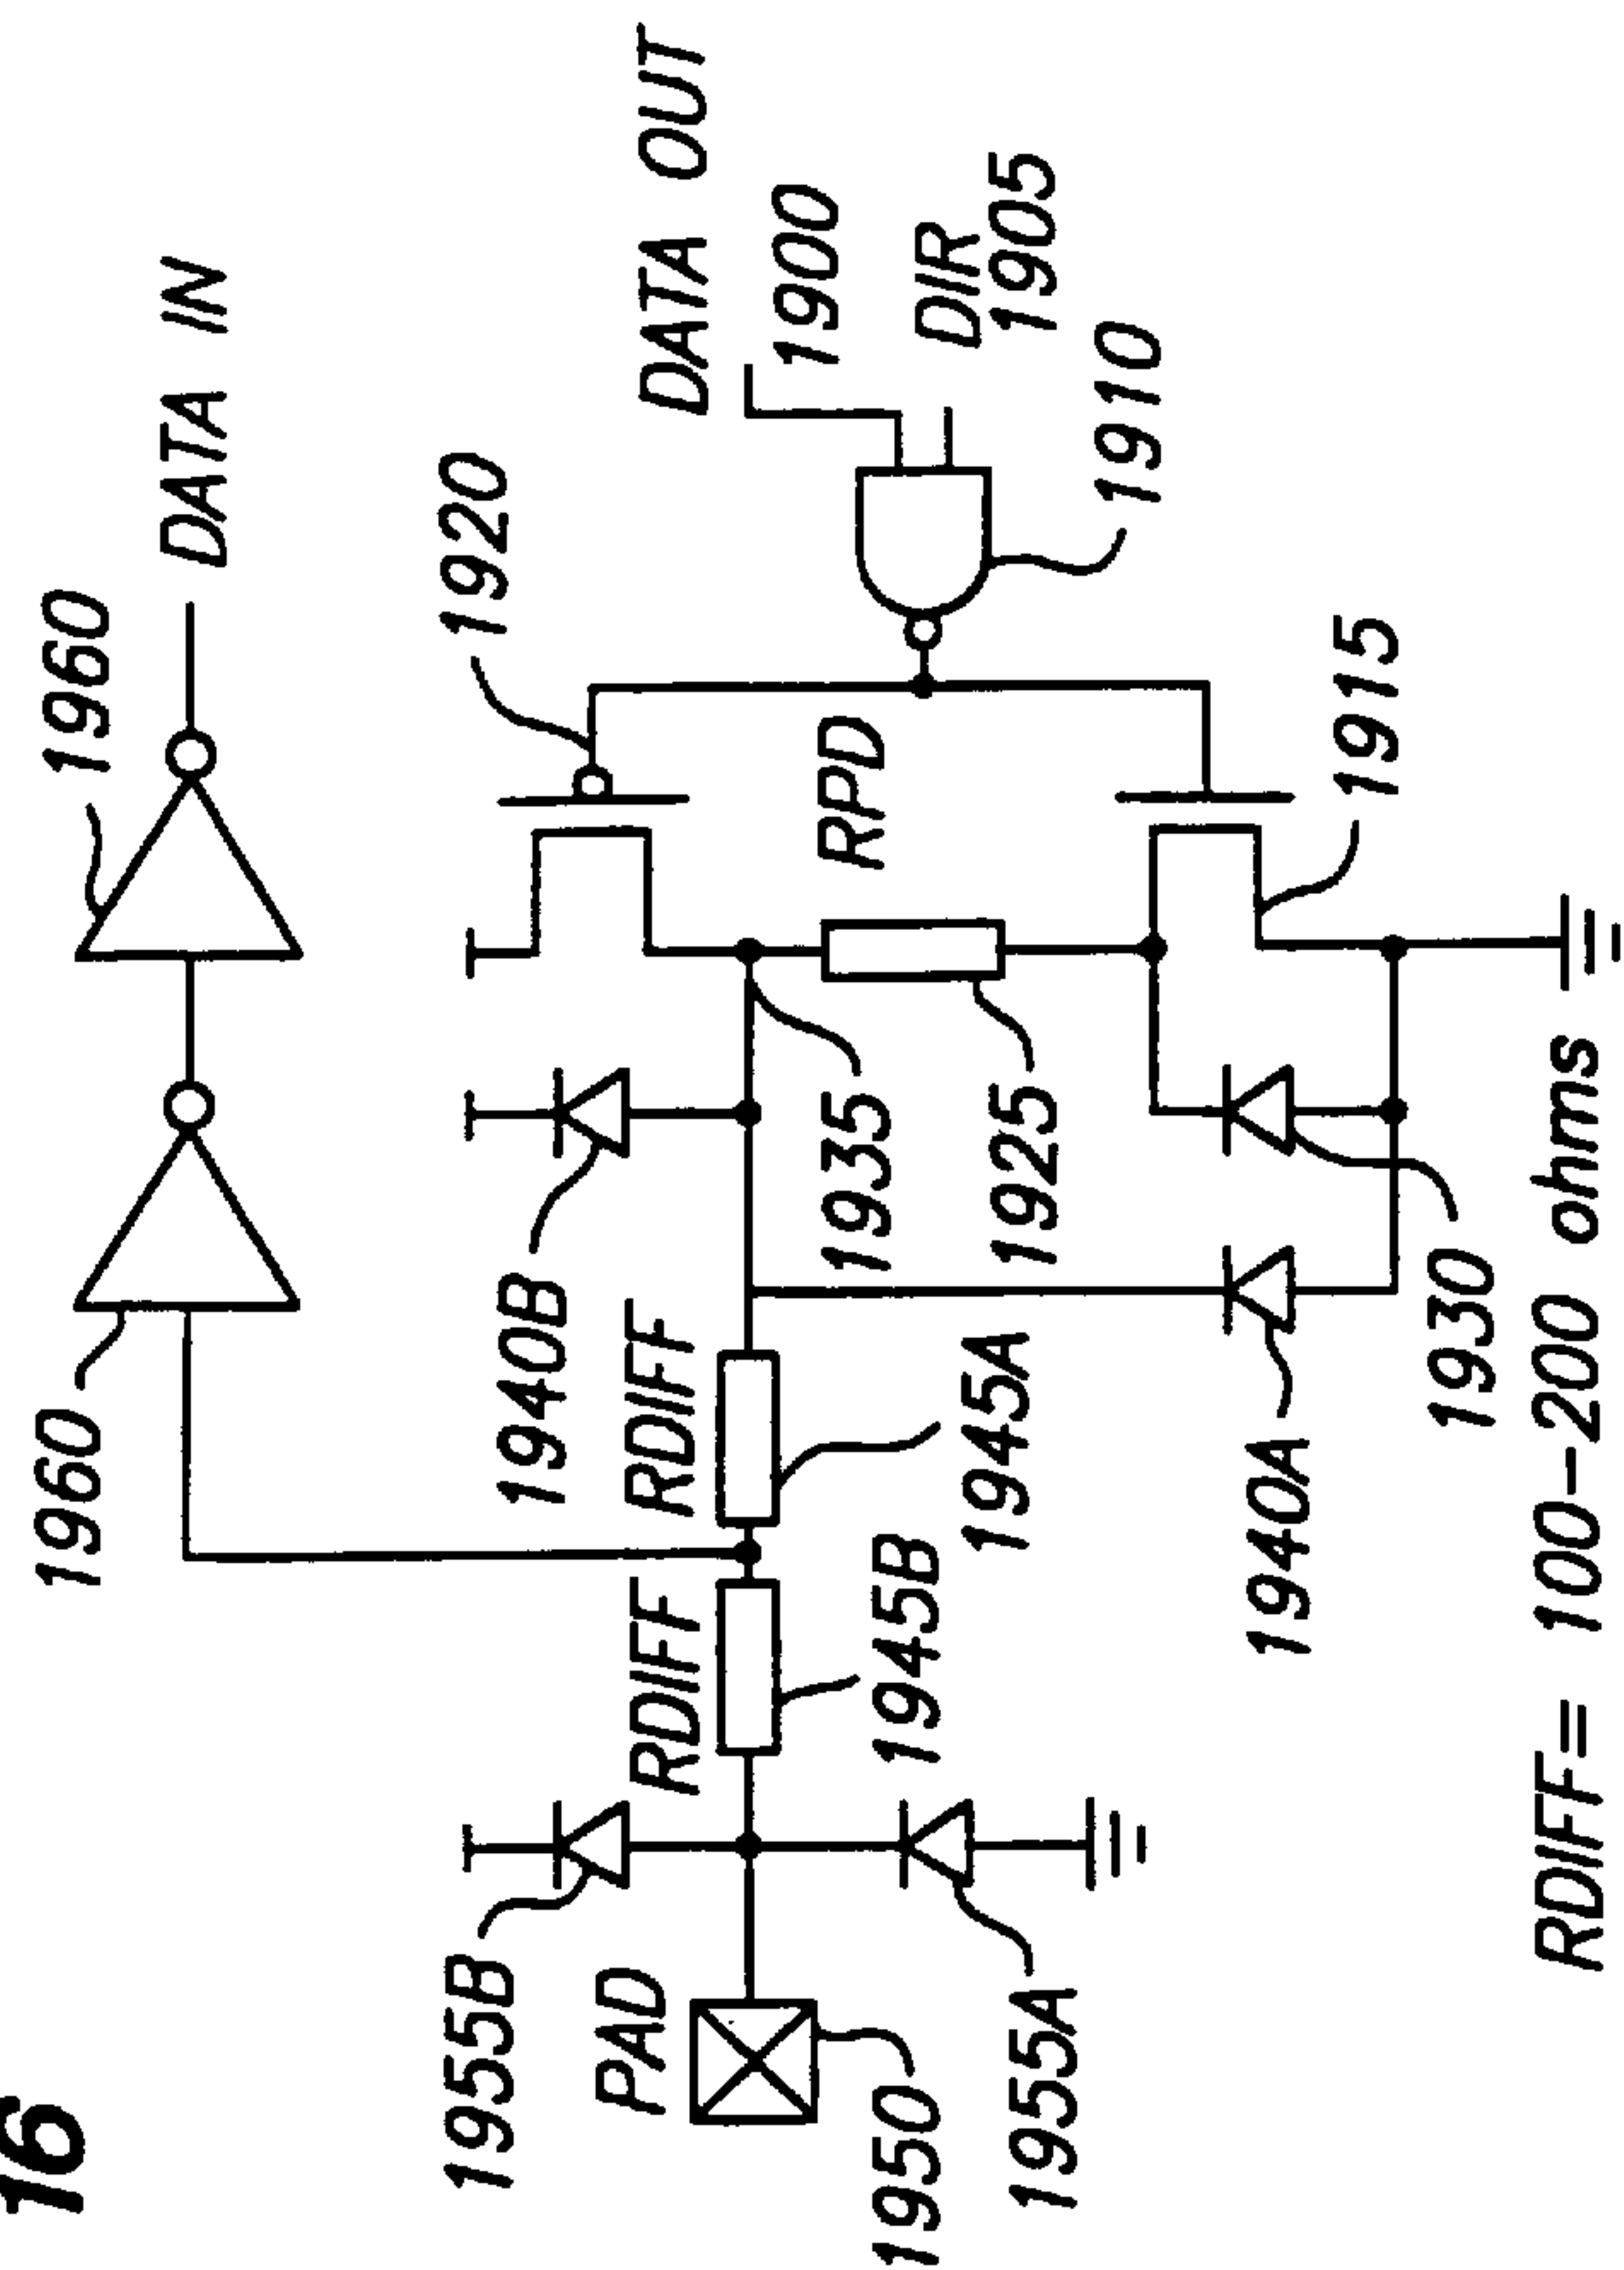 16
1960
1960
DATA IN
1955B
1940B
1920
PAD
RDIFF
RDIFF
DATA OUT
1950
1945B
1935
RPD
1900
1955A
1945A
1925
DIR
1905
1940A
1910
1930
1915
RDIFF= 100-200 ohms